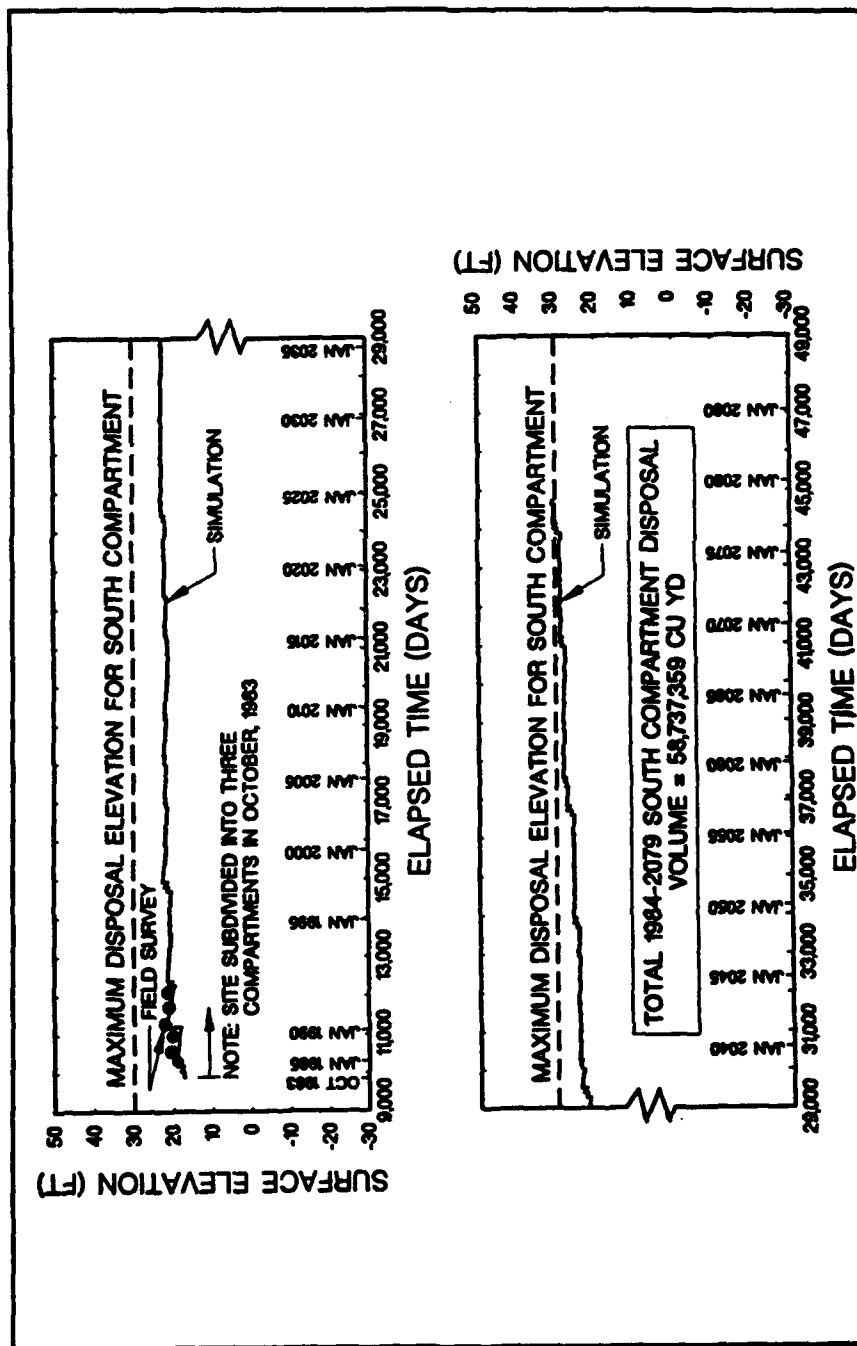 50
40
30
20
10
0
-10
-20
-30
SURFACE ELEVATION (FT)
MAXIMUM DISPOSAL ELEVATION FOR SOUTH COMPARTMENT
FIELD SURVEY
SIMULATION
NOTE: SITE SUBDIVIDED INTO THREE
COMPARTMENTS IN OCTOBER, 1983
OCT 1983
JAN 1985
JAN 1990
JAN 1995
JAN 2000
JAN 2005
JAN 2010
JAN 2015
JAN 2020
JAN 2025
JAN 2030
JAN 2035
9,000
11,000
13,000
15,000
17,000
19,000
21,000
23,000
25,000
27,000
29,000
ELAPSED TIME (DAYS)
MAXIMUM DISPOSAL ELEVATION FOR SOUTH COMPARTMENT
SIMULATION
TOTAL 1984-2079 SOUTH COMPARTMENT DISPOSAL
VOLUME = 58,737,359 CU YD
JAN 2040
JAN 2045
JAN 2050
JAN 2055
JAN 2060
JAN 2065
JAN 2070
JAN 2075
JAN 2080
JAN 2080
29,000
31,000
33,000
35,000
37,000
39,000
41,000
43,000
45,000
47,000
49,000
ELAPSED TIME (DAYS)
50
40
30
20
10
0
-10
-20
-30
SURFACE ELEVATION (FT)